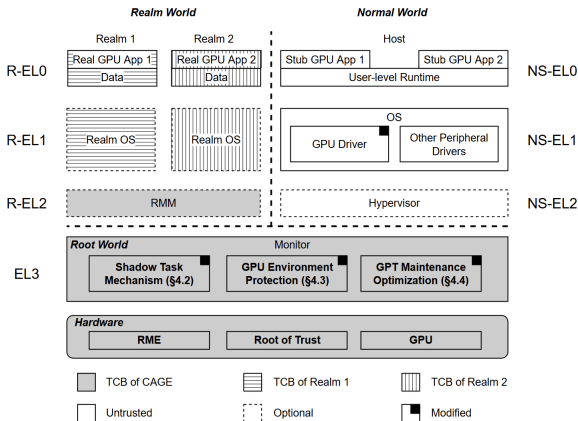 Realm World
Normal World
Realm 1
Realm 2
Host
R-EL0
Real GPU App 1
Data
Real GPU App 2
Data
Stub GPU App 1
Stub GPU App 2
User-level Runtime
NS-EL0
R-EL1
Realm OS
Realm OS
OS
GPU Driver
Other Peripheral
Drivers
NS-EL1
R-EL2
RMM
Hypervisor
NS-EL2
EL3
Root World
Monitor
Shadow Task
Mechanism (§4.2)
GPU Environment
Protection (§4.3)
GPT Maintenance
Optimization (§4.4)
Hardware
RME
Root of Trust
GPU
TCB of CAGE
TCB of Realm 1
TCB of Realm 2
Untrusted
Optional
Modified